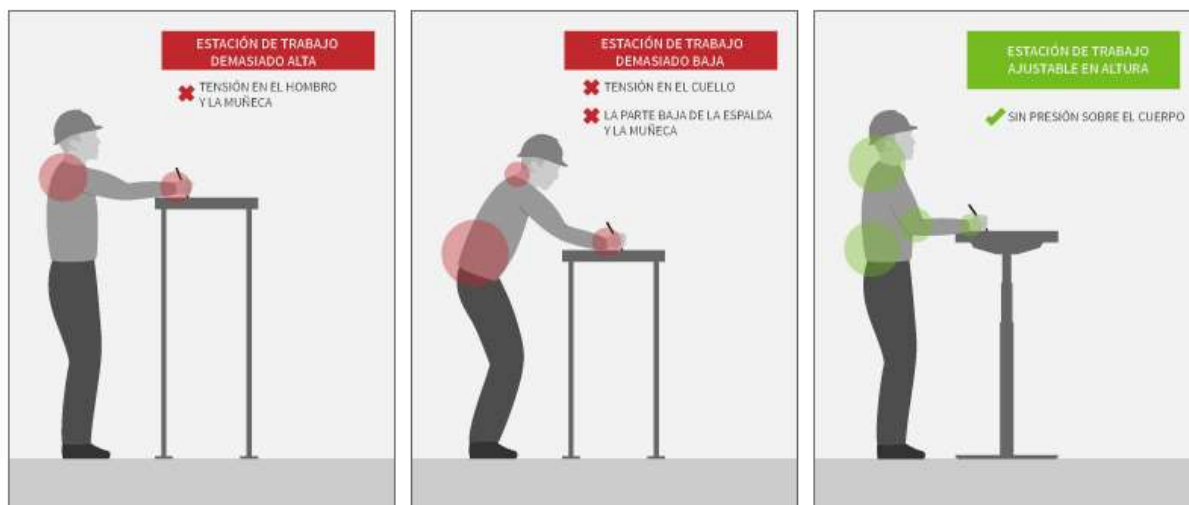 ESTACIÓN DE TRABAJO
DEMASIADO ALTA
TENSIÓN EN EL HOMBRO
Y LA MUÑECA
ESTACIÓN DE TRABAJO
DEMASIADO BAJA
TENSIÓN EN EL CUELLO
LA PARTE BAJA DE LA ESPALDA
Y LA MUÑECA
ESTACIÓN DE TRABAJO
AJUSTABLE EN ALTURA
SIN PRESIÓN SOBRE EL CUERPO